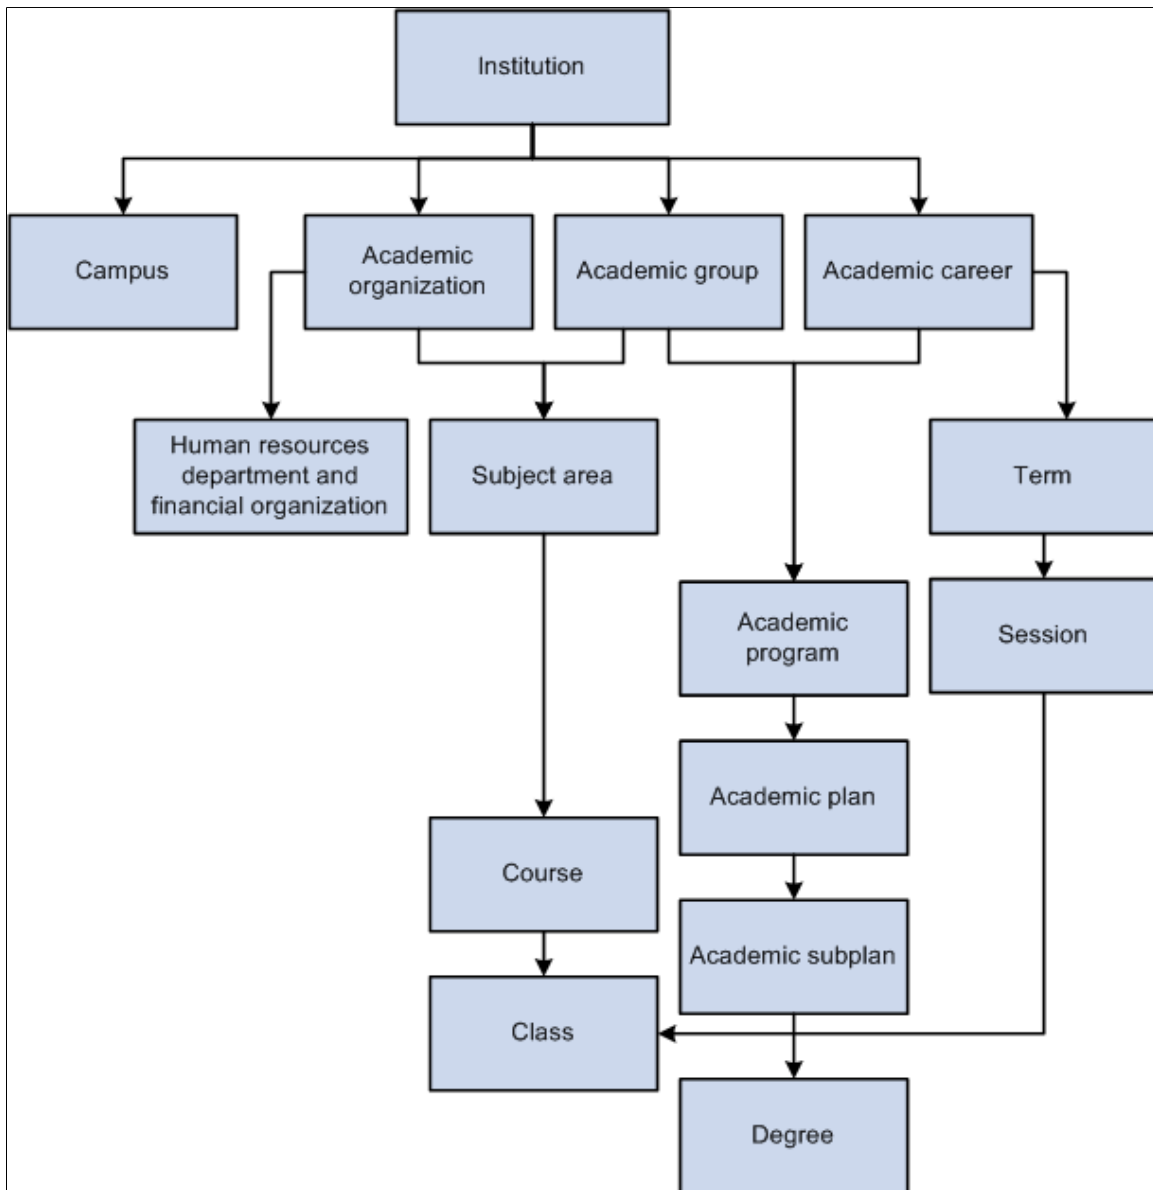 Institution
Campus
Academic
organization
Academic group
Academic career
Human resources
department and
financial organization
Subject area
Term
Academic
program
Session
Academic plan
Course
Academic subplan
Class
Degree